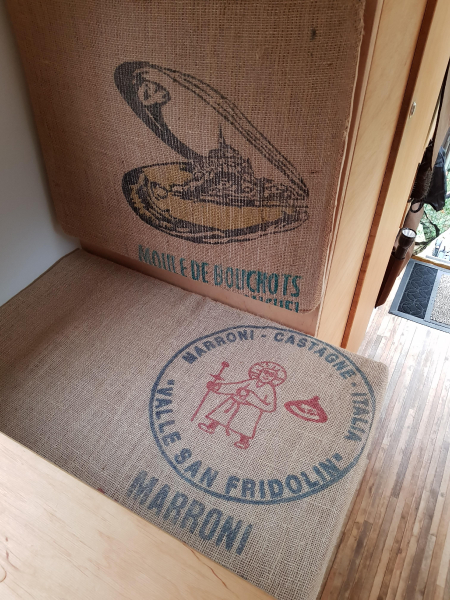 MOULE DE BOUCHOTS
MARRONI - CASTAGNE - ITALIA
"VALLE SAN FRIDOLIN"
MARRONI